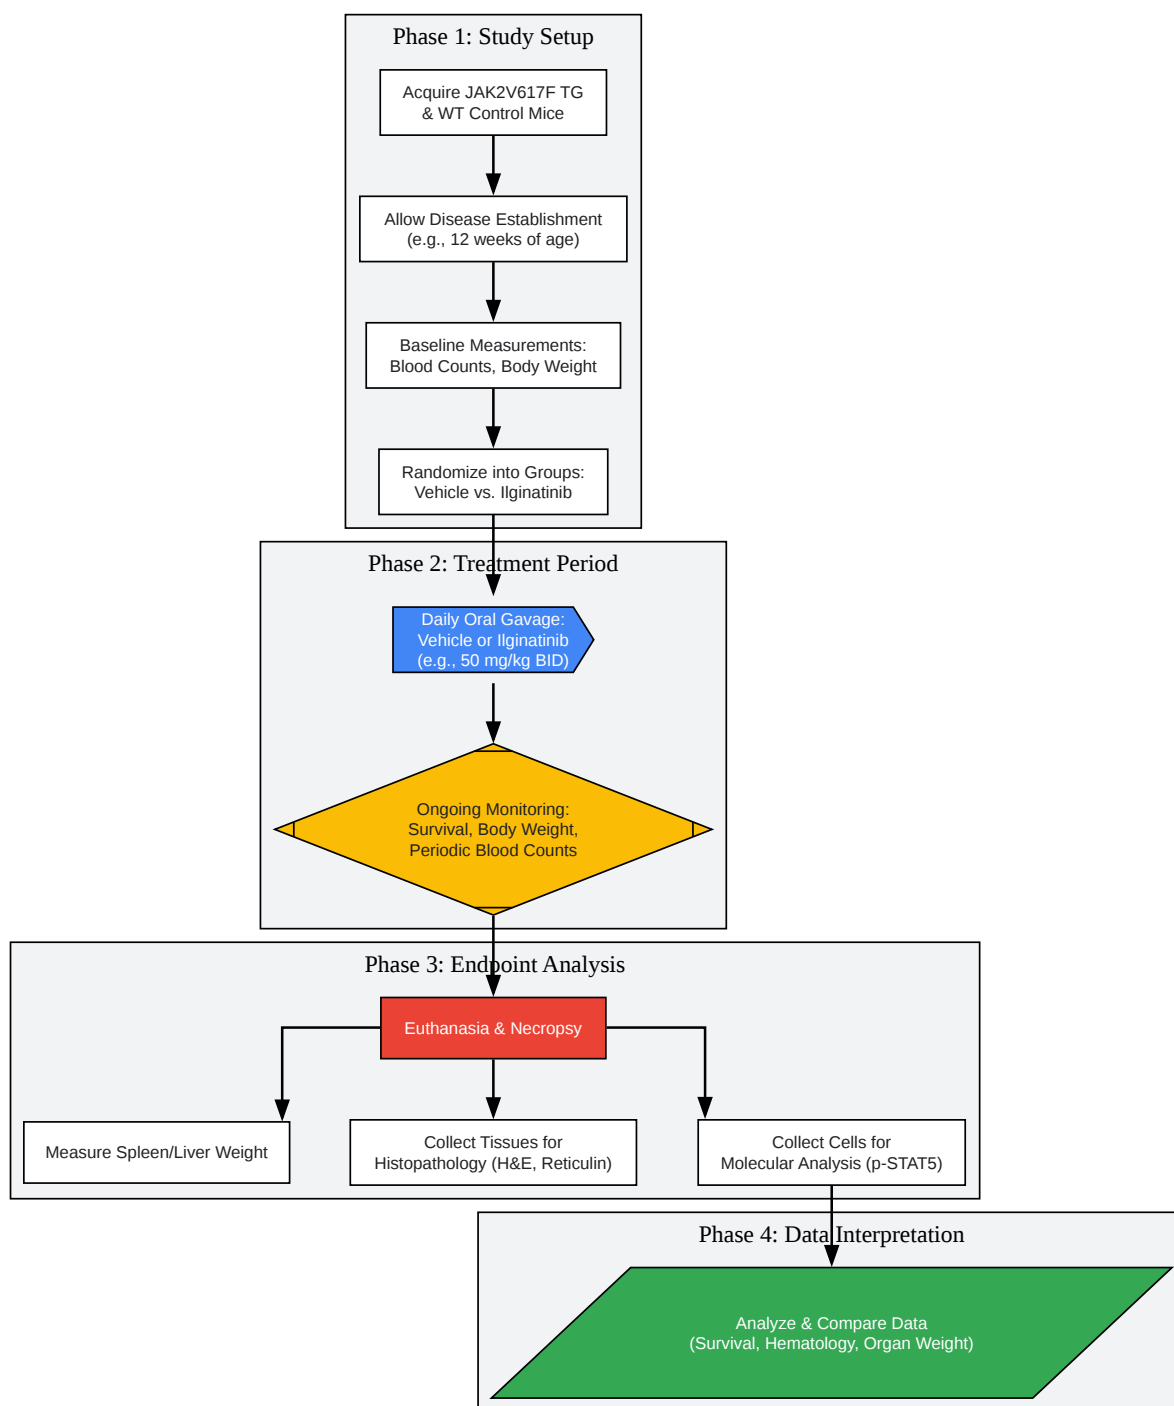 Phase 1: Study Setup
Acquire JAK2V617F TG
& WT Control Mice
Allow Disease Establishment
(e.g., 12 weeks of age)
Baseline Measurements:
Blood Counts, Body Weight
Randomize into Groups:
Vehicle vs. Ilginatinib
Phase 2: Treatment Period
Daily Oral Gavage:
Vehicle or Ilginatinib
(e.g., 50 mg/kg BID)
Ongoing Monitoring:
Survival, Body Weight,
Periodic Blood Counts
Phase 3: Endpoint Analysis
Euthanasia & Necropsy
Measure Spleen/Liver Weight
Collect Tissues for
Histopathology (H&E, Reticulin)
Collect Cells for
Molecular Analysis (p-STAT5)
Phase 4: Data Interpretation
Analyze & Compare Data
(Survival, Hematology, Organ Weight)